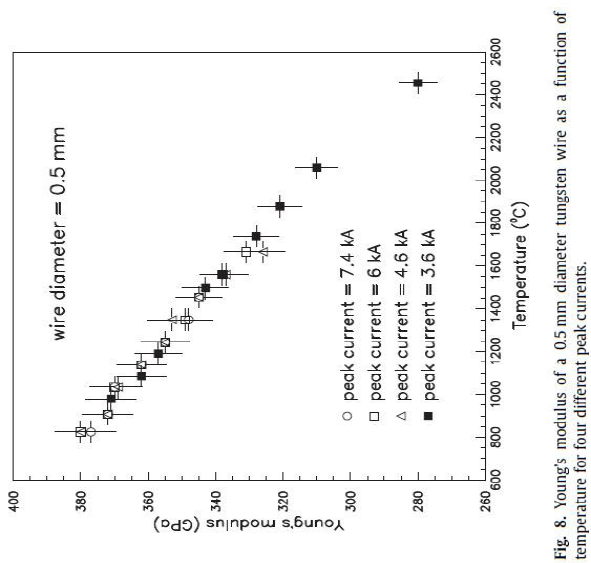 wire diameter = 0.5 mm
400
380
360
340
320
300
280
260
Young's modulus (GPa)
peak current = 7.4 kA
peak current = 6 kA
peak current = 4.6 kA
peak current = 3.6 kA
600 800 1000 1200 1400 1600 1800 2000 2200 2400 2600
Temperature (°C)
Fig. 8. Young's modulus of a 0.5 mm diameter tungsten wire as a function of
temperature for four different peak currents.